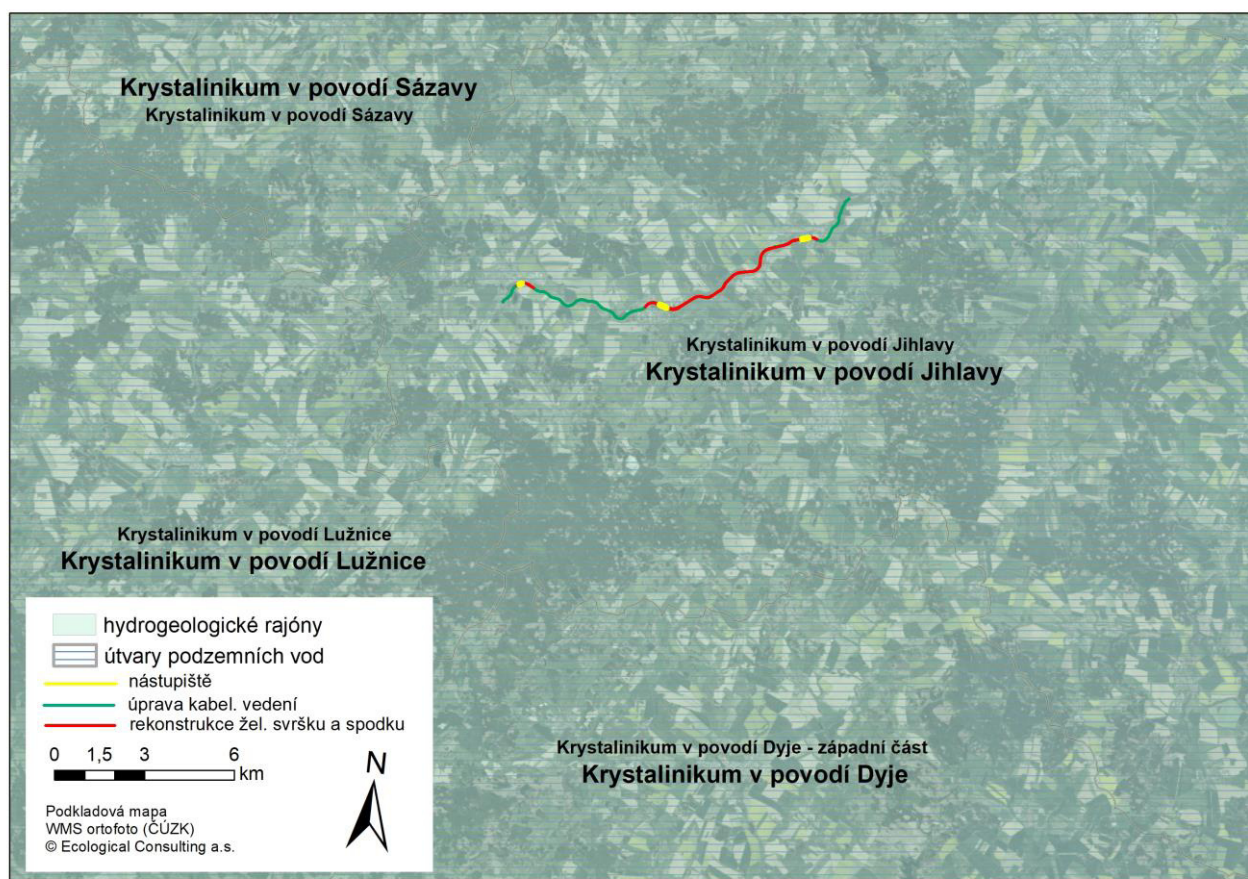 Krystalinikum v povodí Sázavy
Krystalinikum v povodí Sázavy
Krystalinikum v povodí Jihlavy
Krystalinikum v povodí Jihlavy
Krystalinikum v povodí Lužnice
Krystalinikum v povodí Lužnice
Krystalinikum v povodí Dyje - západní část
Krystalinikum v povodí Dyje
hydrogeologické rajóny
útvary podzemních vod
nástupiště
úprava kabel. vedení
rekonstrukce žel. svršku a spodku
0 1,5 3 6
km
N
Podkladová mapa
WMS ortofoto (ČÚZK)
© Ecological Consulting a.s.